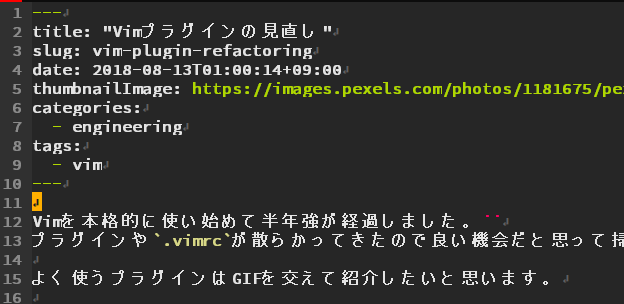 1 ---
2 title: "Vimプラグインの見直し"
3 slug: vim-plugin-refactoring
4 date: 2018-08-13T01:00:14+09:00
5 thumbnailImage: https://images.pexels.com/photos/1181675/pe
6 categories:
7 - engineering
8 tags:
9 - vim
10 ---
11
12 Vimを本格的に使い始めて半年強が経過しました。``
13 プラグインや`.vimrc`が散らかってきたので良い機会だと思って掃
14
15 よく使うプラグインはGIFを交えて紹介したいと思います。
16